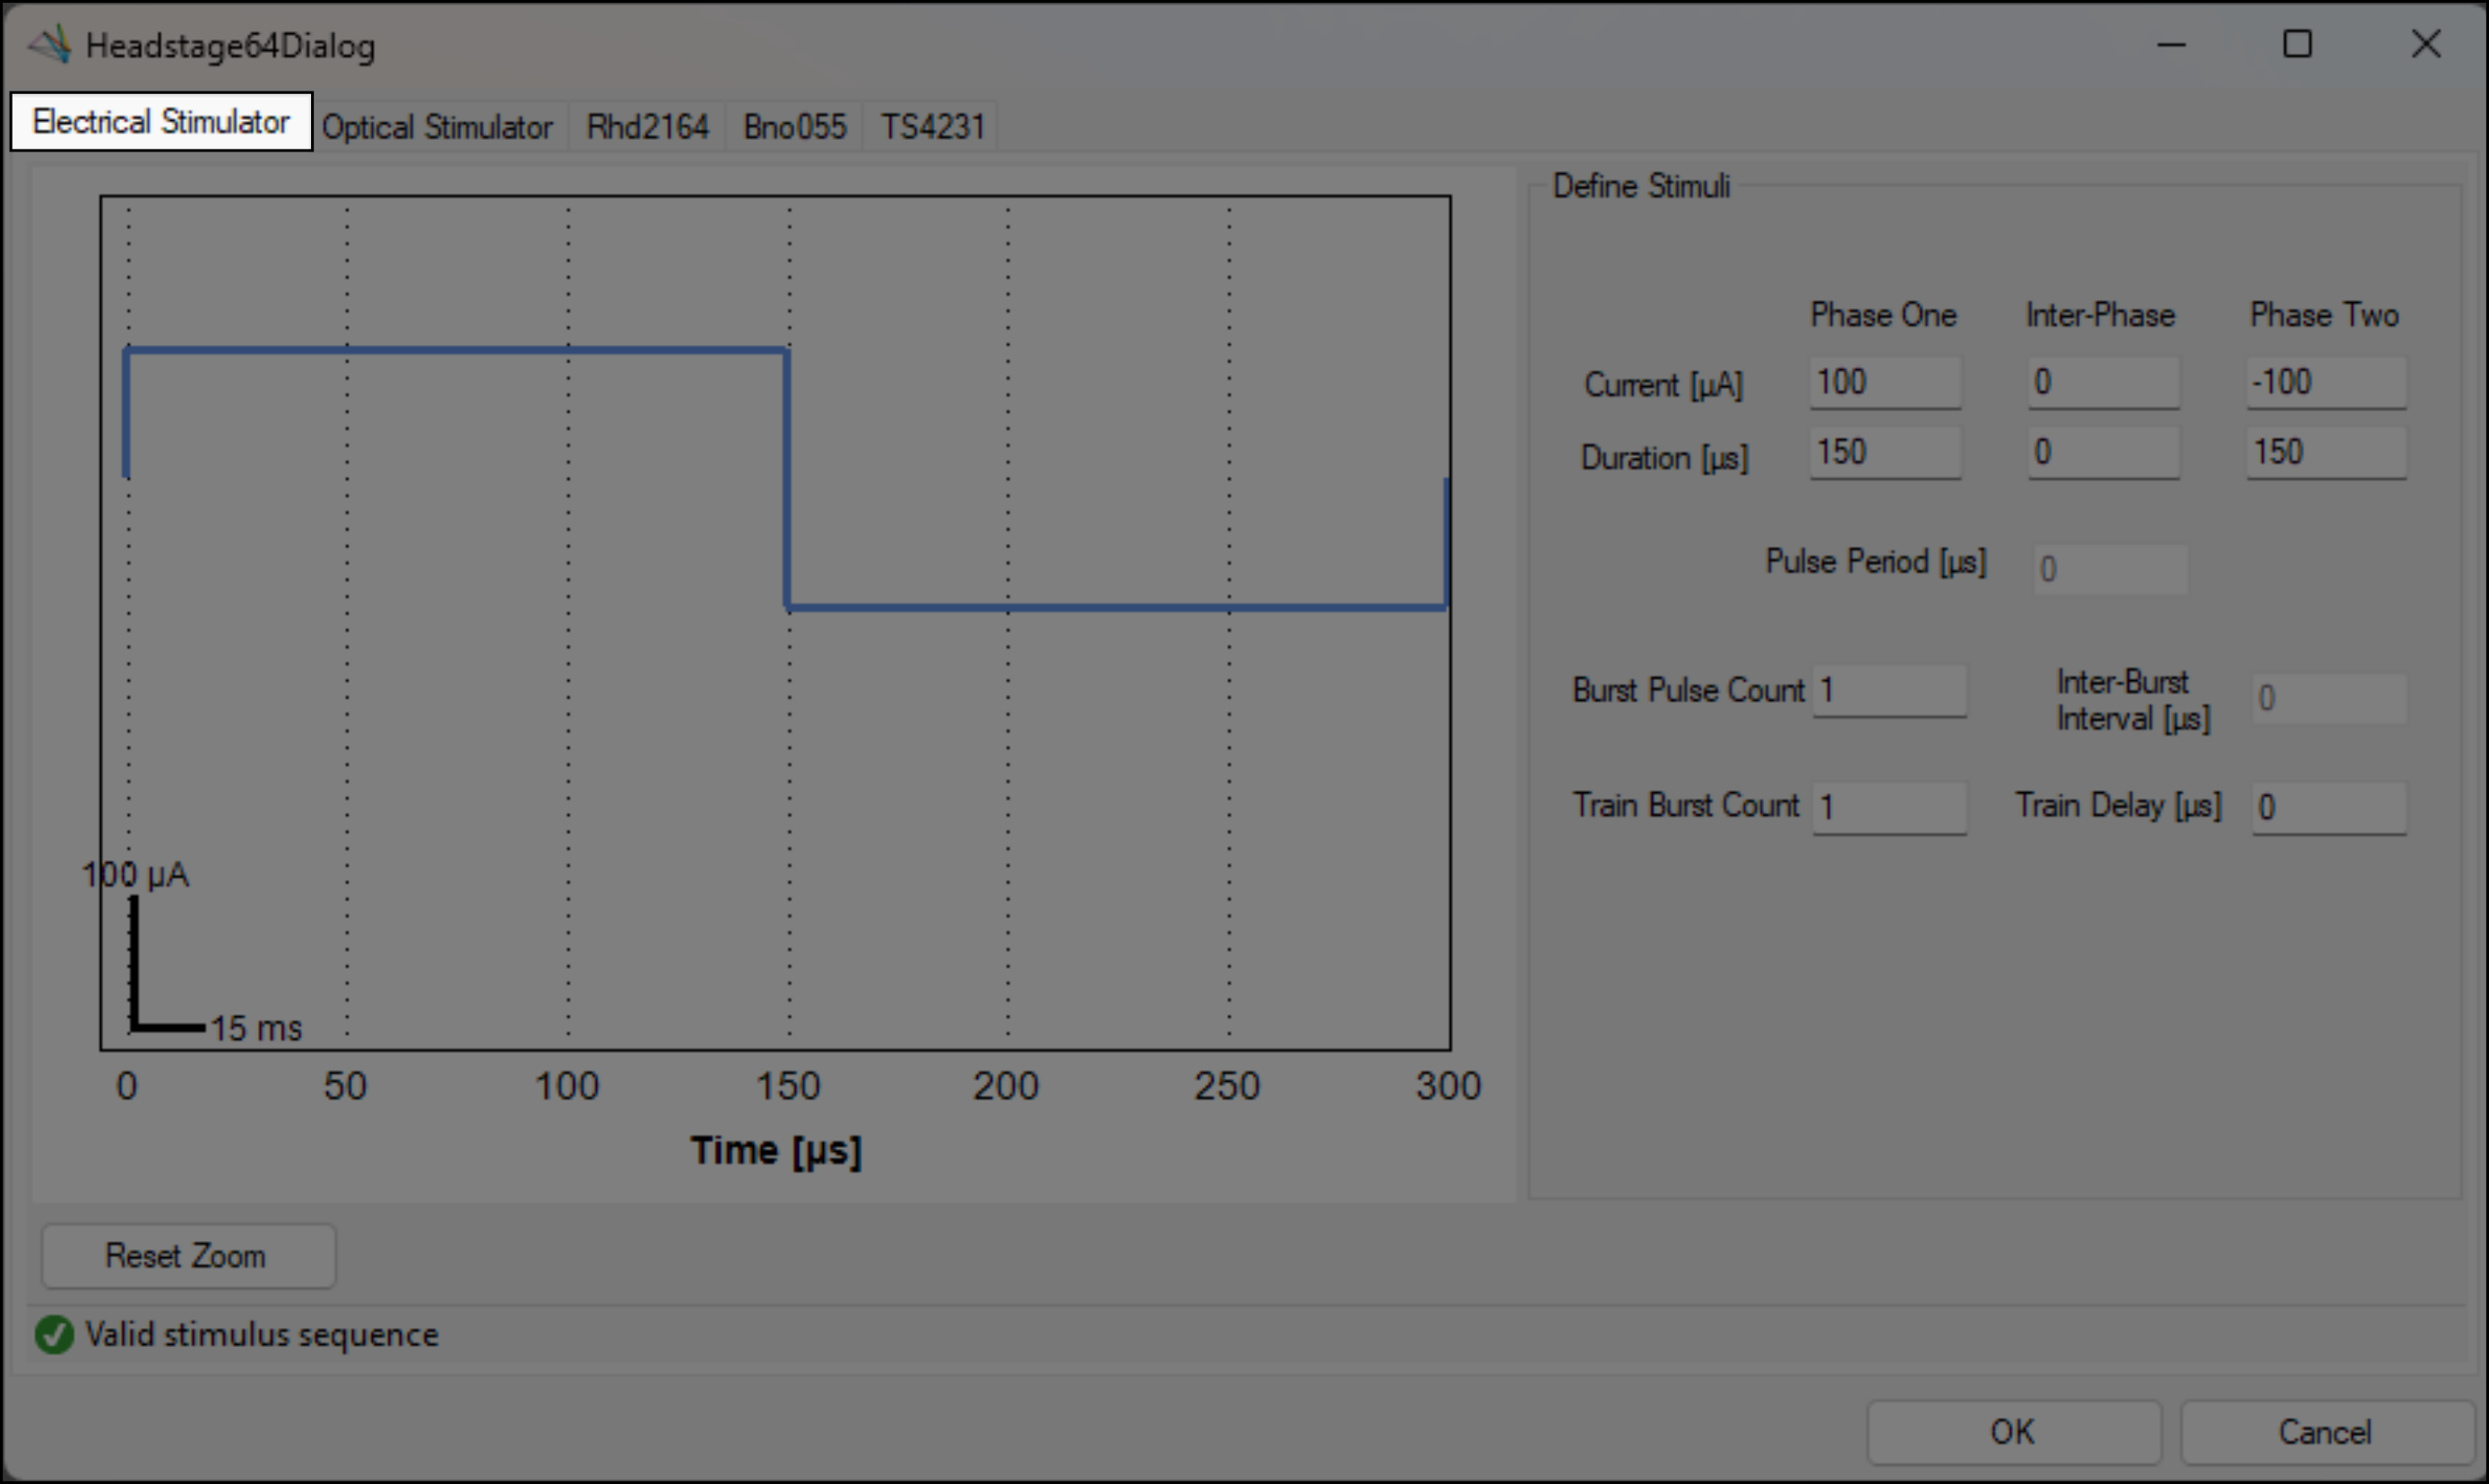 Headstage64Dialog
Electrical Stimulator Optical Stimulator Rhd2164 Bno055 TS4231
100 µA
15 ms
0 50 100 150 200 250 300
Time [µs]
Define Stimuli
Phase One Inter-Phase Phase Two
Current [µA] 100 0 -100
Duration [µs] 150 0 150
Pulse Period [µs] 0
Burst Pulse Count 1
Inter-Burst
Interval [µs] 0
Train Burst Count 1 Train Delay [µs] 0
Reset Zoom
Valid stimulus sequence
OK Cancel